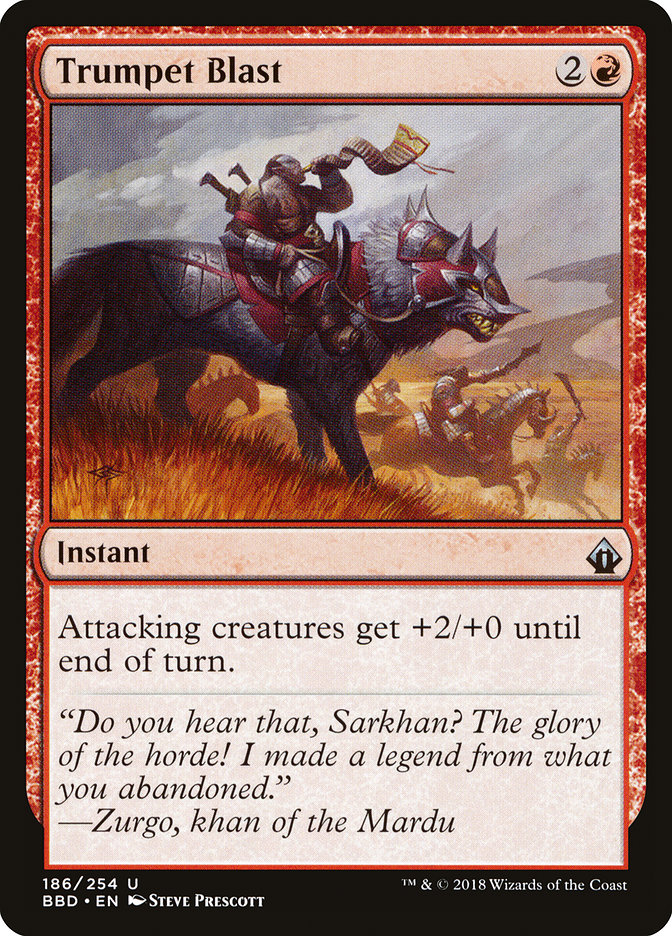 Trumpet Blast 2
Instant
Attacking creatures get +2/+0 until
end of turn.
“Do you hear that, Sarkhan? The glory
of the horde! I made a legend from what
you abandoned.”
—Zurgo, khan of the Mardu
186/254 U
™ & © 2018 Wizards of the Coast
BBD • EN Steve Prescott